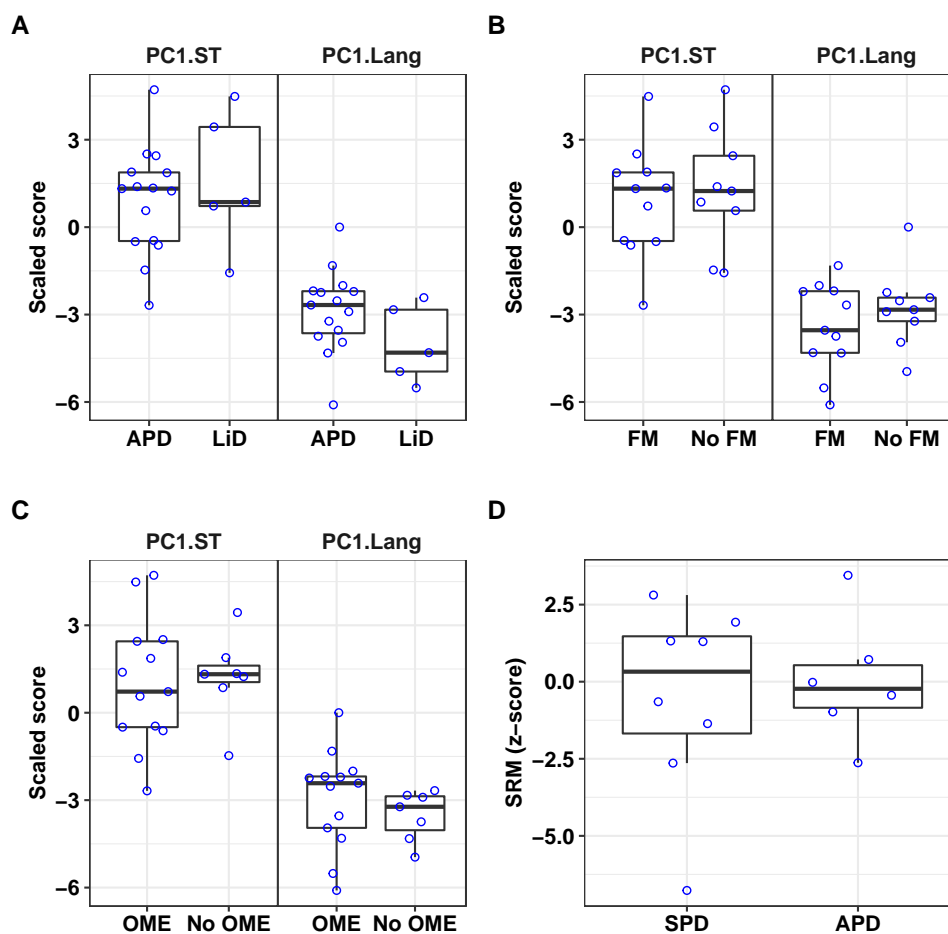 A
PC1.ST PC1.Lang
Scaled score
3
0
−3
−6
APD LiD APD LiD
B
PC1.ST PC1.Lang
Scaled score
3
0
−3
−6
FM No FM FM No FM
C
PC1.ST PC1.Lang
Scaled score
3
0
−3
−6
OME No OME OME No OME
D
SRM (z−score)
2.5
0.0
−2.5
−5.0
SPD APD